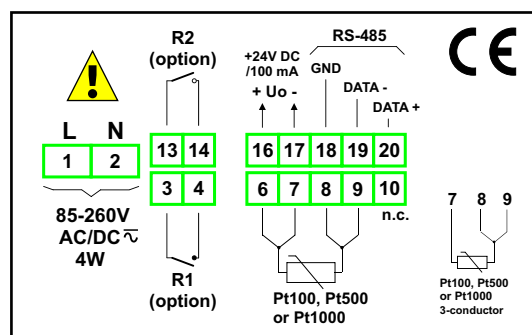 R2
(option)
RS-485
+24V DC
/100 mA
GND
+ Uo -
DATA -
DATA +
CE
L N
1 2
13 14
3 4
16 17 18 19 20
6 7 8 9 10
n.c.
85-260V
AC/DC
4W
R1
(option)
Pt100, Pt500
or Pt1000
7 8 9
Pt100, Pt500
or Pt1000
3-conductor